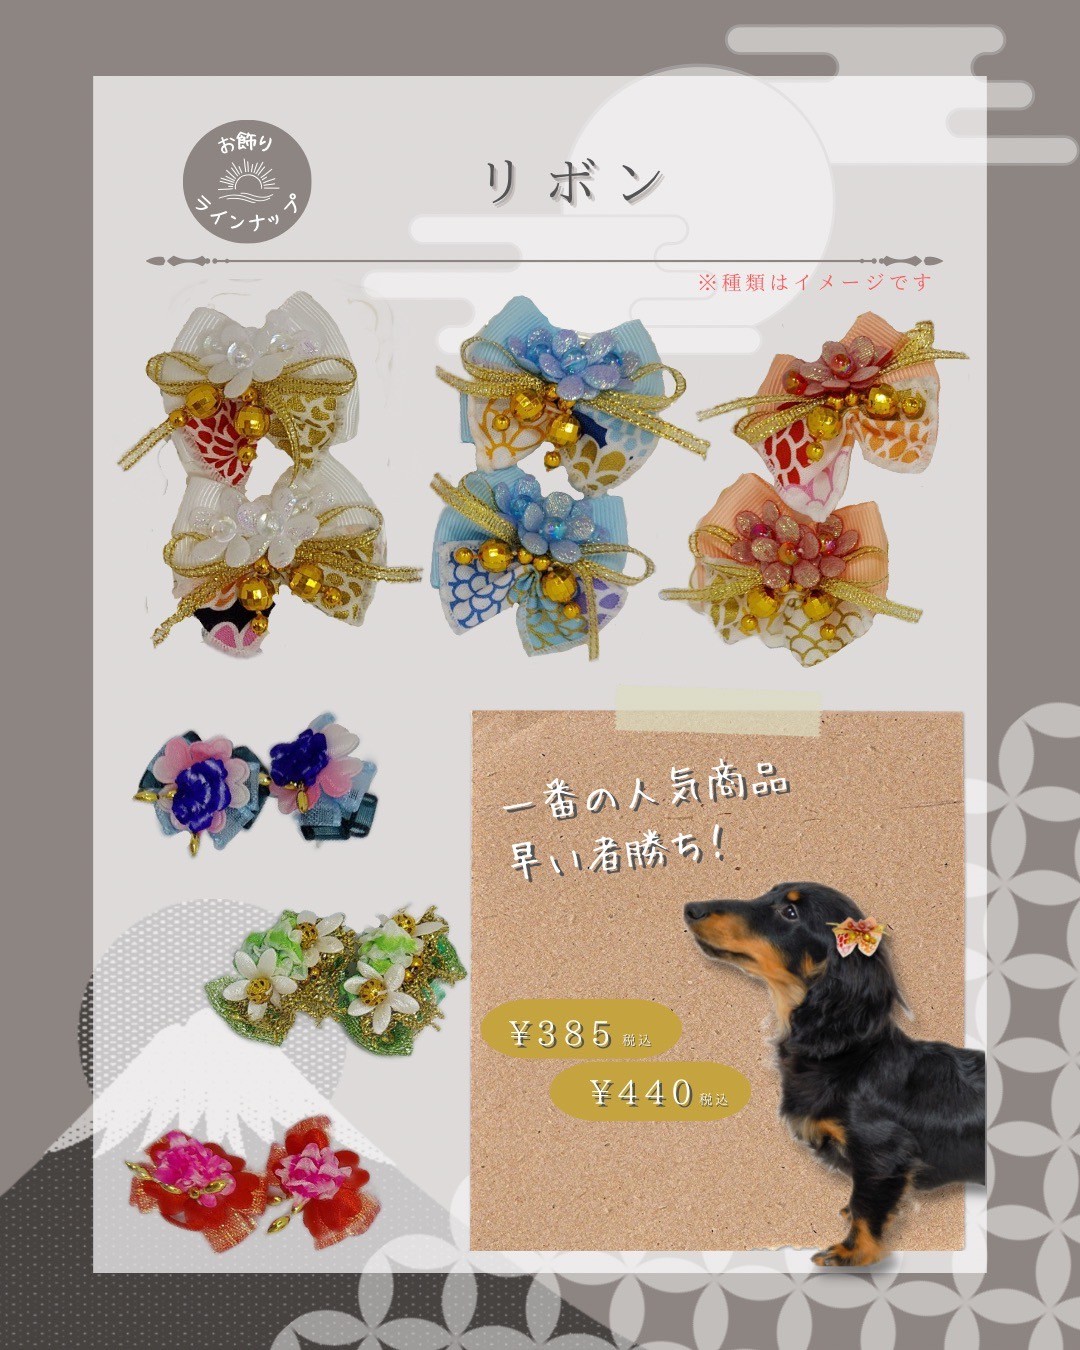 お飾り
ラインナップ
リボン
※種類はイメージです
一番の人気商品
早い者勝ち!
¥385 税込
¥440 税込